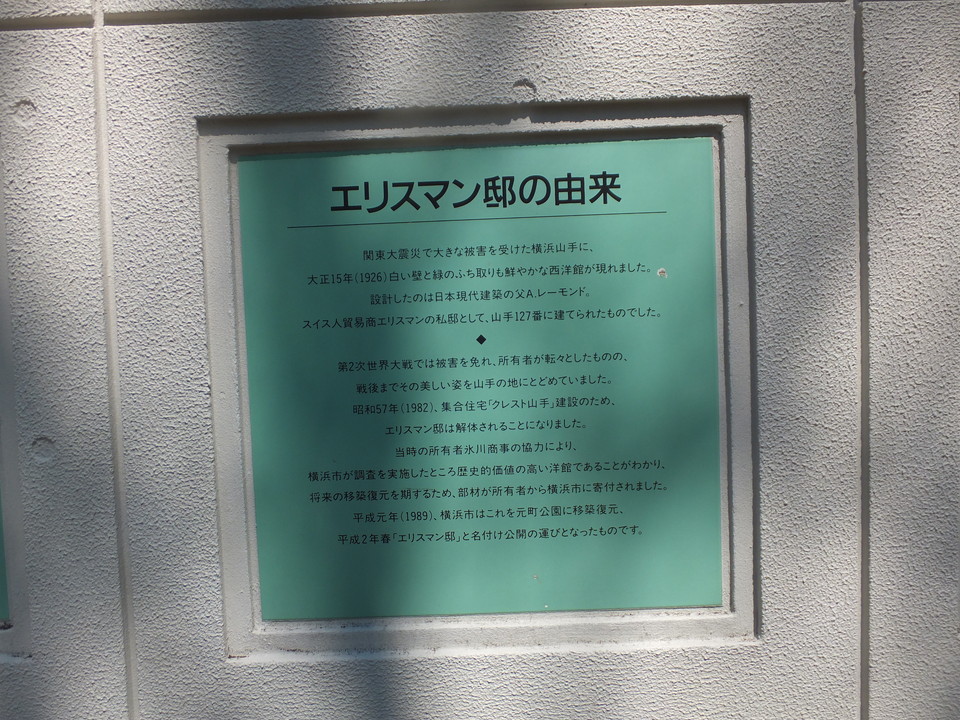 エリスマン邸の由来
関東大震災で大きな被害を受けた横浜山手に、
大正15年(1926)白い壁と緑のふち取りも鮮やかな西洋館が現れました。
設計したのは日本現代建築の父A.レーモンド。
スイス人貿易商エリスマンの私邸として、山手127番に建てられたものでした。
◆
第2次世界大戦では被害を免れ、所有者が転々としたものの、
戦後までその美しい姿を山手の地にとどめていました。
昭和57年(1982)、集合住宅「クレスト山手」建設のため、
エリスマン邸は解体されることになりました。
当時の所有者氷川商事の協力により、
横浜市が調査を実施したところ歴史的価値の高い洋館であることがわかり、
将来の移築復元を期するため、部材が所有者から横浜市に寄付されました。
平成元年(1989)、横浜市はこれを元町公園に移築復元、
平成2年春「エリスマン邸」と名付け公開の運びとなったものです。